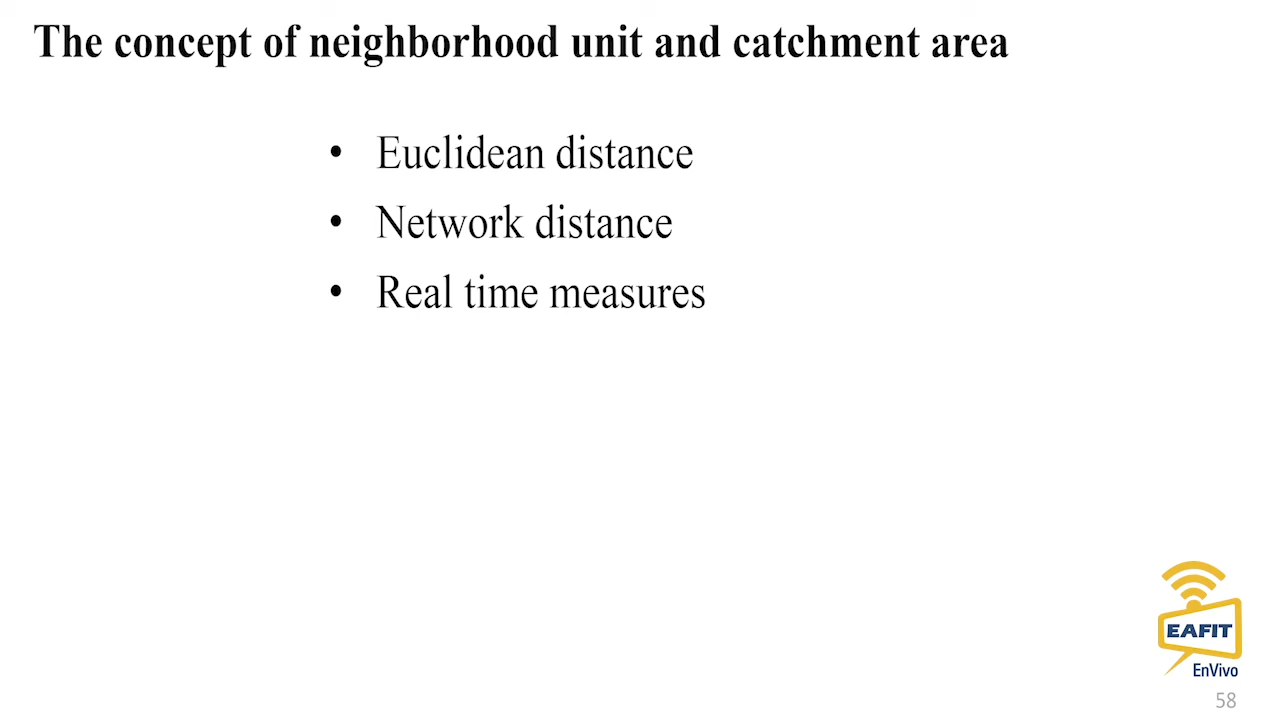 The concept of neighborhood unit and catchment area
• Euclidean distance
• Network distance
• Real time measures
EAFIT
EnVivo
58